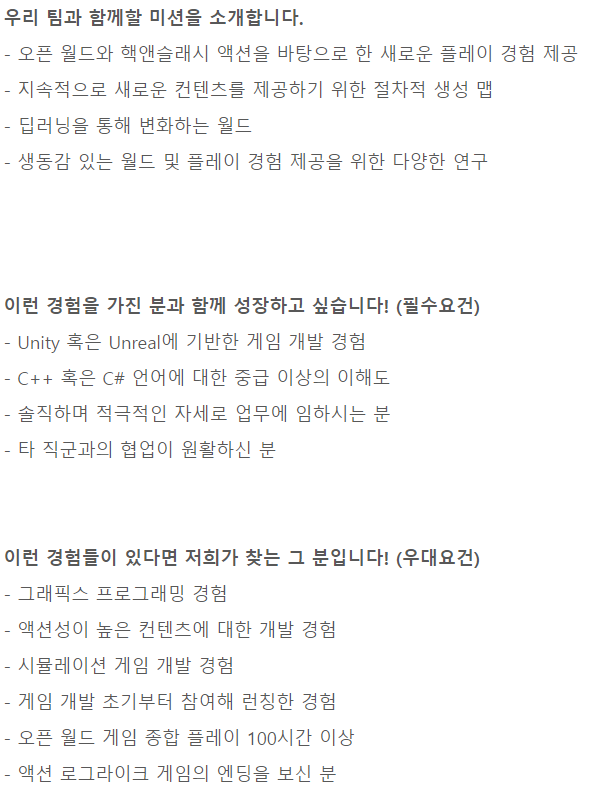 우리 팀과 함께할 미션을 소개합니다.
- 오픈 월드와 핵앤슬래시 액션을 바탕으로 한 새로운 플레이 경험 제공
- 지속적으로 새로운 컨텐츠를 제공하기 위한 절차적 생성 맵
- 딥러닝을 통해 변화하는 월드
- 생동감 있는 월드 및 플레이 경험 제공을 위한 다양한 연구
이런 경험을 가진 분과 함께 성장하고 싶습니다! (필수요건)
- Unity 혹은 Unreal에 기반한 게임 개발 경험
- C++ 혹은 C# 언어에 대한 중급 이상의 이해도
- 솔직하며 적극적인 자세로 업무에 임하시는 분
- 타 직군과의 협업이 원활하신 분
이런 경험들이 있다면 저희가 찾는 그 분입니다! (우대요건)
- 그래픽스 프로그래밍 경험
- 액션성이 높은 컨텐츠에 대한 개발 경험
- 시뮬레이션 게임 개발 경험
- 게임 개발 초기부터 참여해 런칭한 경험
- 오픈 월드 게임 종합 플레이 100시간 이상
- 액션 로그라이크 게임의 엔딩을 보신 분